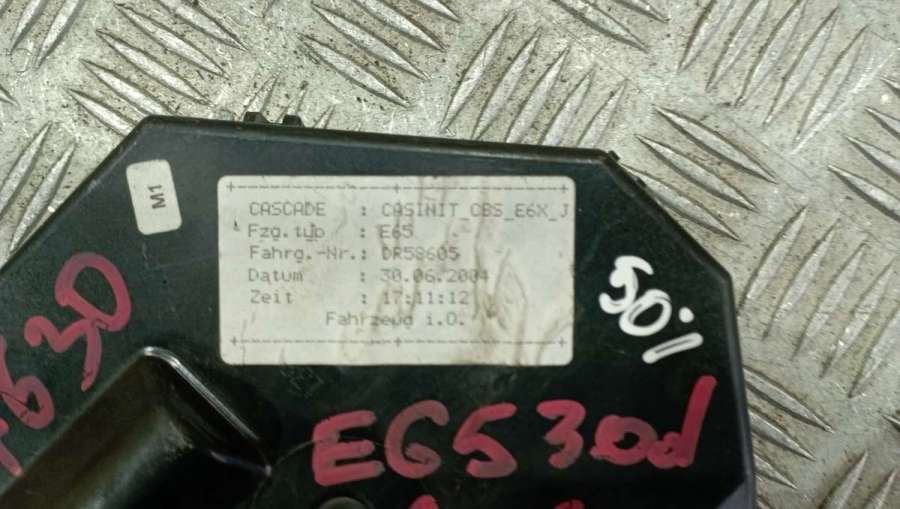 M1
CASCADE : CASINIT_CBS_E6X_J
Fzg.typ : E65
Fahrg.-Nr.: DR58605
Datum : 30.06.2004
Zeit : 17:11:12
Fahrzeug i.O.
50i1
E65 30d